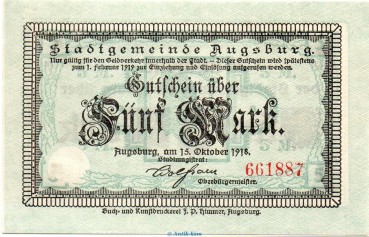 Stadtgemeinde Augsburg.
Nur gültig für den Geldverkehr innerhalb der Stadt. – Dieser Gutschein wird spätestens
zum 1. Februar 1919 zur Einziehung und Einlösung aufgerufen werden.
Gutschein über
Fünf Mark.
Augsburg, am 15. Oktober 1918.
Stadtmagistrat:
661887
Oberbürgermeister.
Buch- und Kunstdruckerei J. P. Himmer, Augsburg.